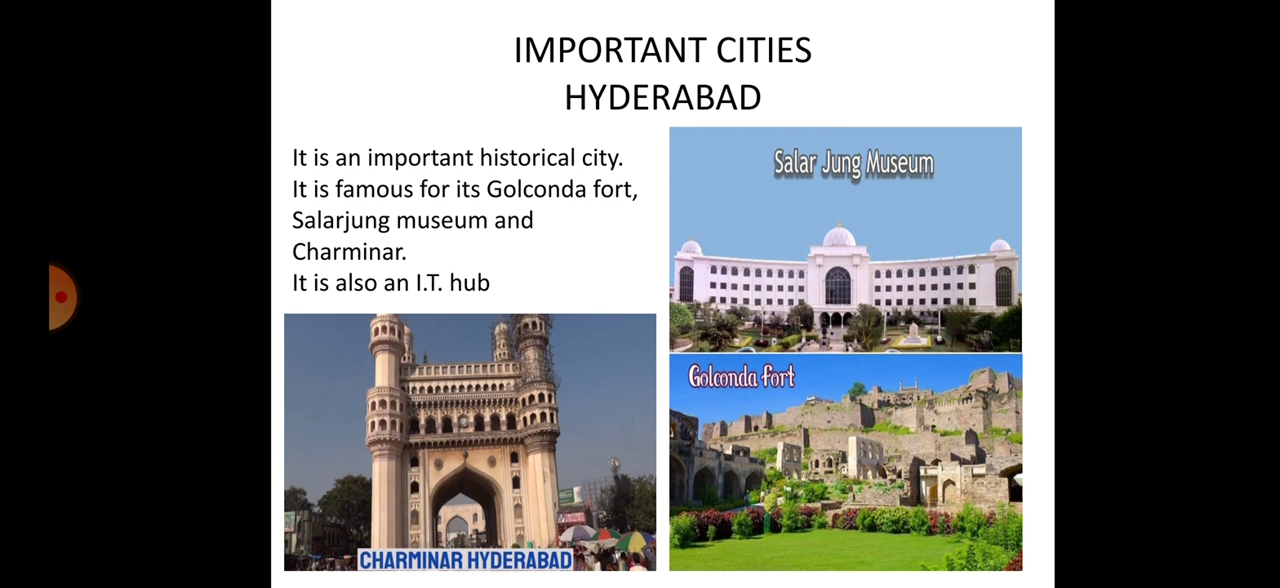 IMPORTANT CITIES
HYDERABAD
It is an important historical city.
It is famous for its Golconda fort,
Salarjung museum and
Charminar.
It is also an I.T. hub
Salar Jung Museum
Golconda fort
CHARMINAR HYDERABAD